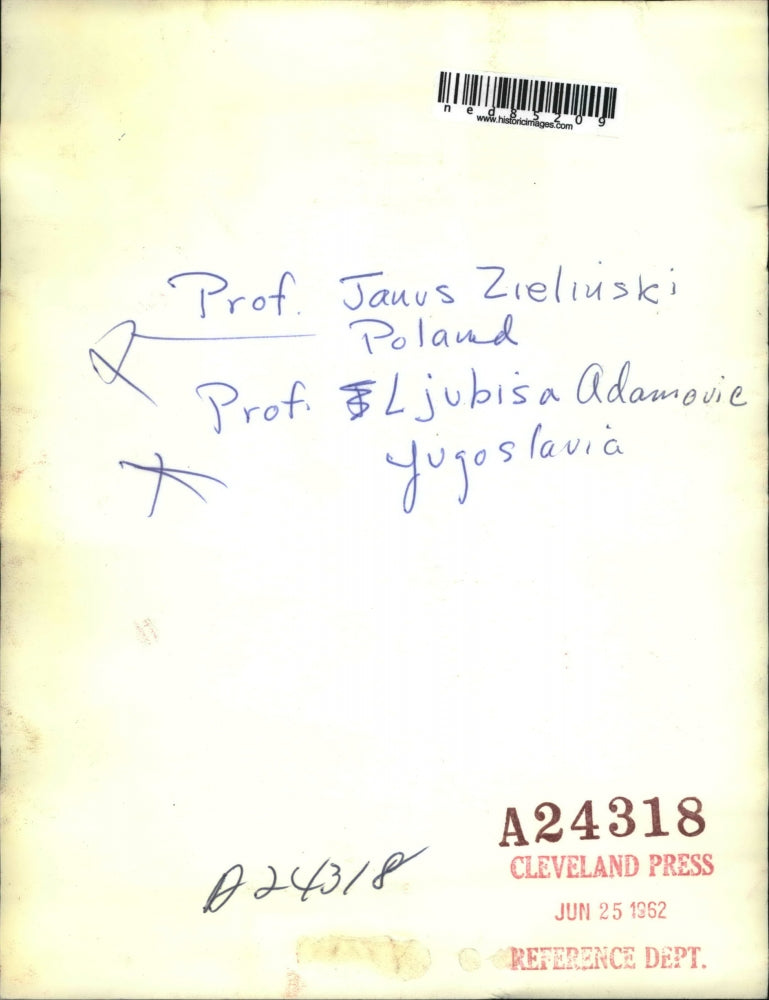 ned85209
www.historicimages.com
Prof. Janus Zielinski
Poland
Prof. Ljubisa Adamovic
Yugoslavia
A24318
CLEVELAND PRESS
A24318
JUN 25 1962
REFERENCE DEPT.